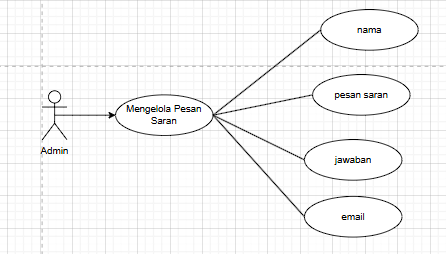 nama
pesan saran
Mengelola Pesan
Saran
Admin
jawaban
email